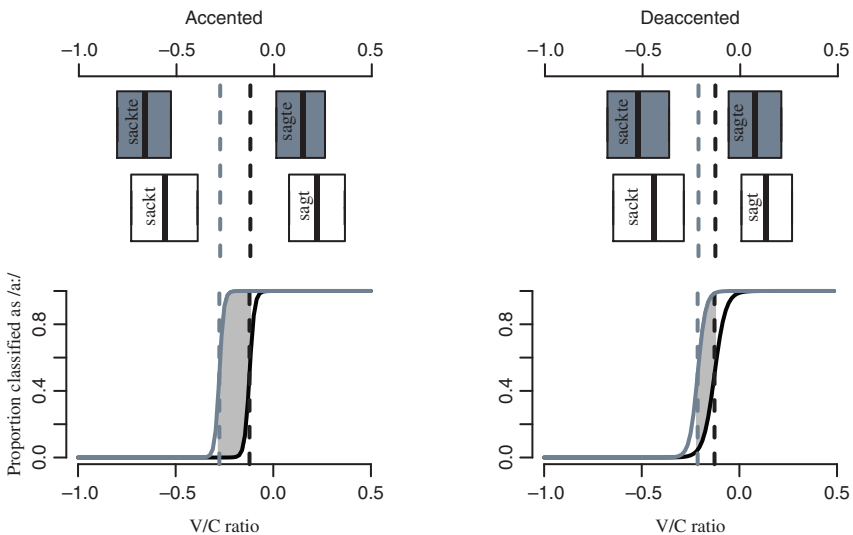 Accented
−1.0 −0.5 0.0 0.5
sackte sagte
sackt sagt
Proportion classified as /a:/
0.8
0.4
0.0
−1.0 −0.5 0.0 0.5
V/C ratio
Deaccented
−1.0 −0.5 0.0 0.5
sackte sagte
sackt sagt
0.8
0.4
0.0
−1.0 −0.5 0.0 0.5
V/C ratio